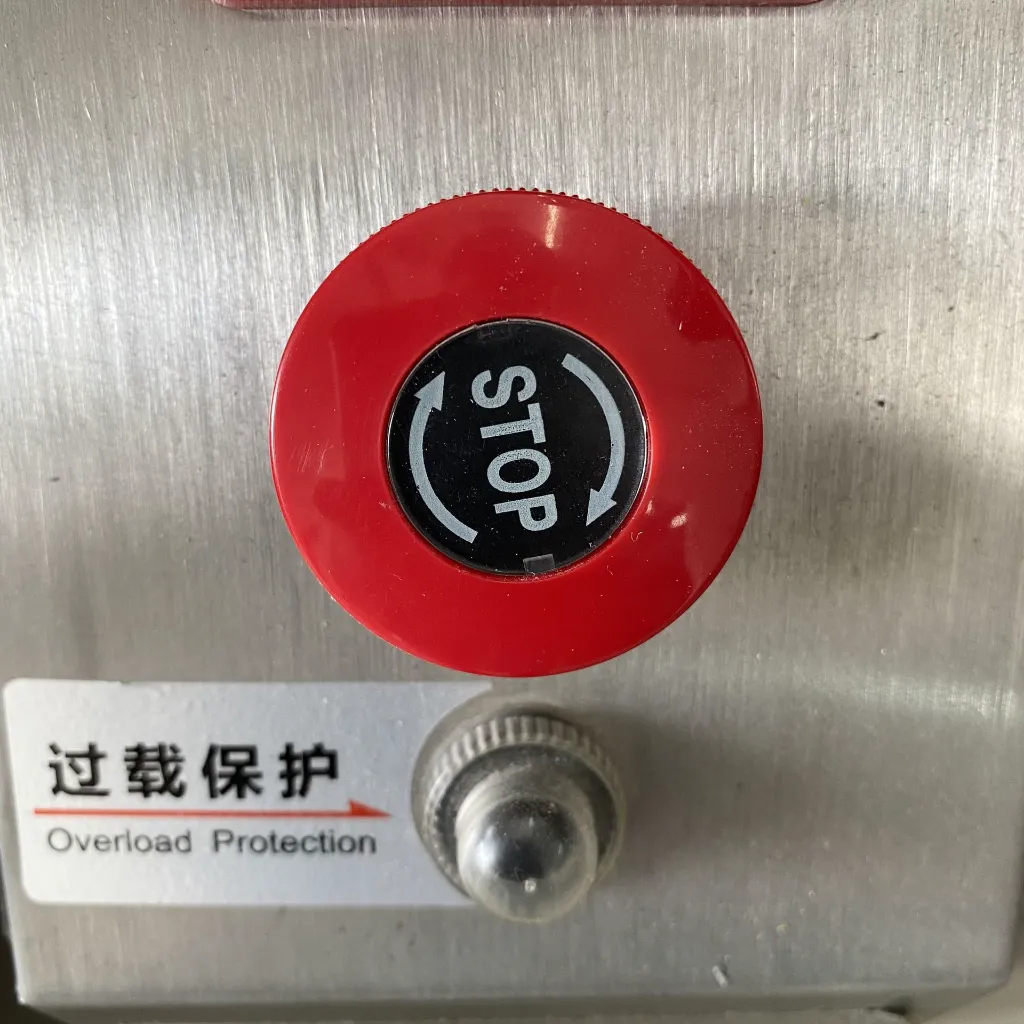 STOP
过载保护
Overload Protection